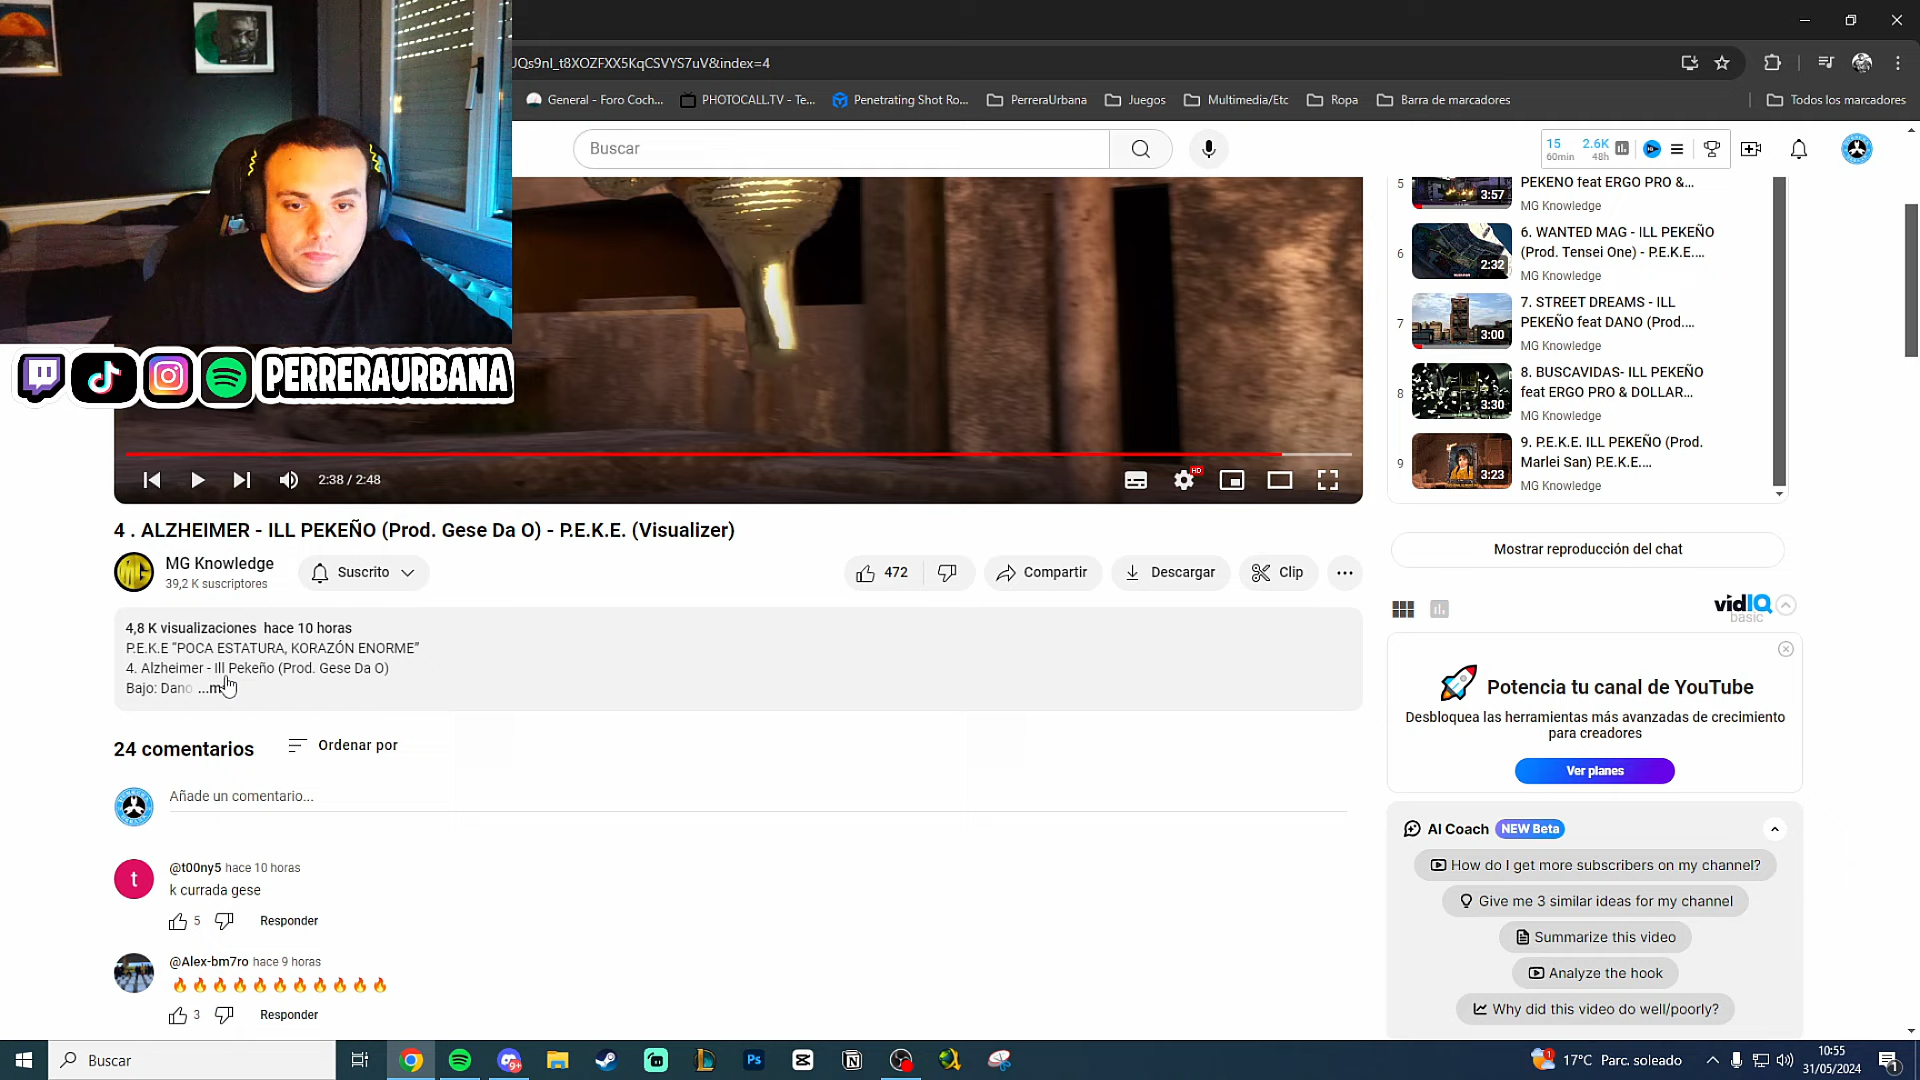 JQs9nI_t8XOZFXX5KqCSVYS7uV&index=4
General - Foro Coch...
PHOTOCALL.TV - Te...
Penetrating Shot Ro...
PerreraUrbana
Juegos
Multimedia/Etc
Ropa
Barra de marcadores
Todos los marcadores
Buscar
15
60min
2.6K
48h
5
PEKEÑO feat ERGO PRO &...
3:57
MG Knowledge
6
6. WANTED MAG - ILL PEKEÑO
(Prod. Tensei One) - P.E.K.E....
2:32
MG Knowledge
7
7. STREET DREAMS - ILL
PEKEÑO feat DANO (Prod....
3:00
MG Knowledge
8
8. BUSCAVIDAS- ILL PEKEÑO
feat ERGO PRO & DOLLAR...
3:30
MG Knowledge
9
9. P.E.K.E. ILL PEKEÑO (Prod.
Marlei San) P.E.K.E....
3:23
MG Knowledge
PERRERAURBANA
2:38 / 2:48
HD
4 . ALZHEIMER - ILL PEKEÑO (Prod. Gese Da O) - P.E.K.E. (Visualizer)
MG
MG Knowledge
39,2 K suscriptores
Suscrito
472
Compartir
Descargar
Clip
Mostrar reproducción del chat
vidIQ
basic
4,8 K visualizaciones hace 10 horas
P.E.K.E “POCA ESTATURA, KORAZÓN ENORME”
4. Alzheimer - Ill Pekeño (Prod. Gese Da O)
Bajo: Dano ...m
Potencia tu canal de YouTube
Desbloquea las herramientas más avanzadas de crecimiento
para creadores
Ver planes
24 comentarios
Ordenar por
Añade un comentario...
t
@t00ny5 hace 10 horas
k currada gese
5
Responder
@Alex-bm7ro hace 9 horas
🔥🔥🔥🔥🔥🔥🔥🔥🔥🔥🔥
3
Responder
AI Coach NEW Beta
How do I get more subscribers on my channel?
Give me 3 similar ideas for my channel
Summarize this video
Analyze the hook
Why did this video do well/poorly?
Buscar
Ps
9+
1
17°C Parc. soleado
10:55
31/05/2024
1